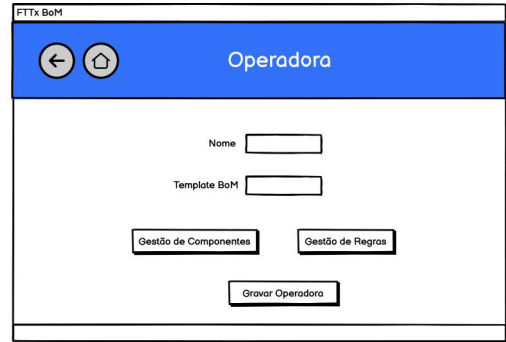 FTTx BoM
Operadora
Nome
Template BoM
Gestão de Componentes
Gestão de Regras
Gravar Operadora